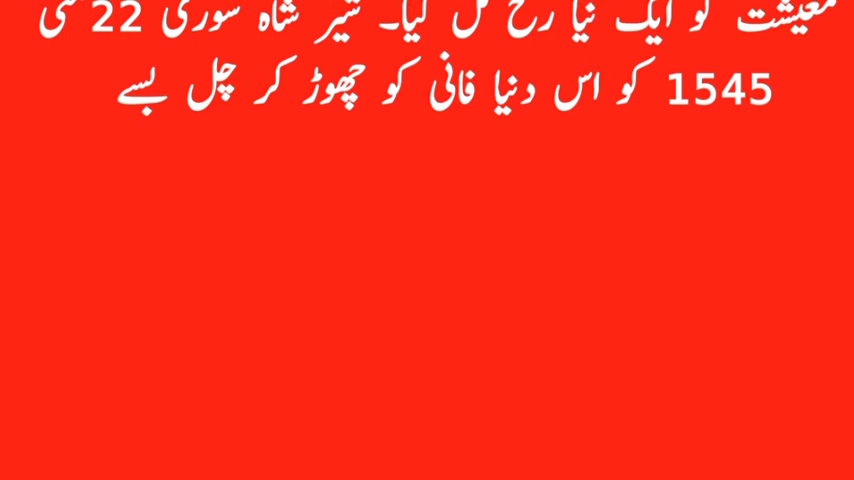 معیشت کو ایک نیا رخ مل گیا۔ شیر شاہ سوری 22 مئی
1545 کو اس دنیا فانی کو چھوڑ کر چل بسے